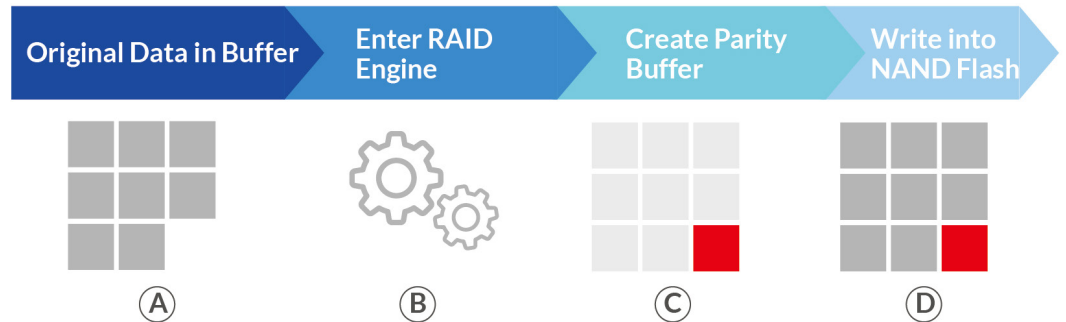 Original Data in Buffer
Enter RAID
Engine
Create Parity
Buffer
Write into
NAND Flash
A
B
C
D